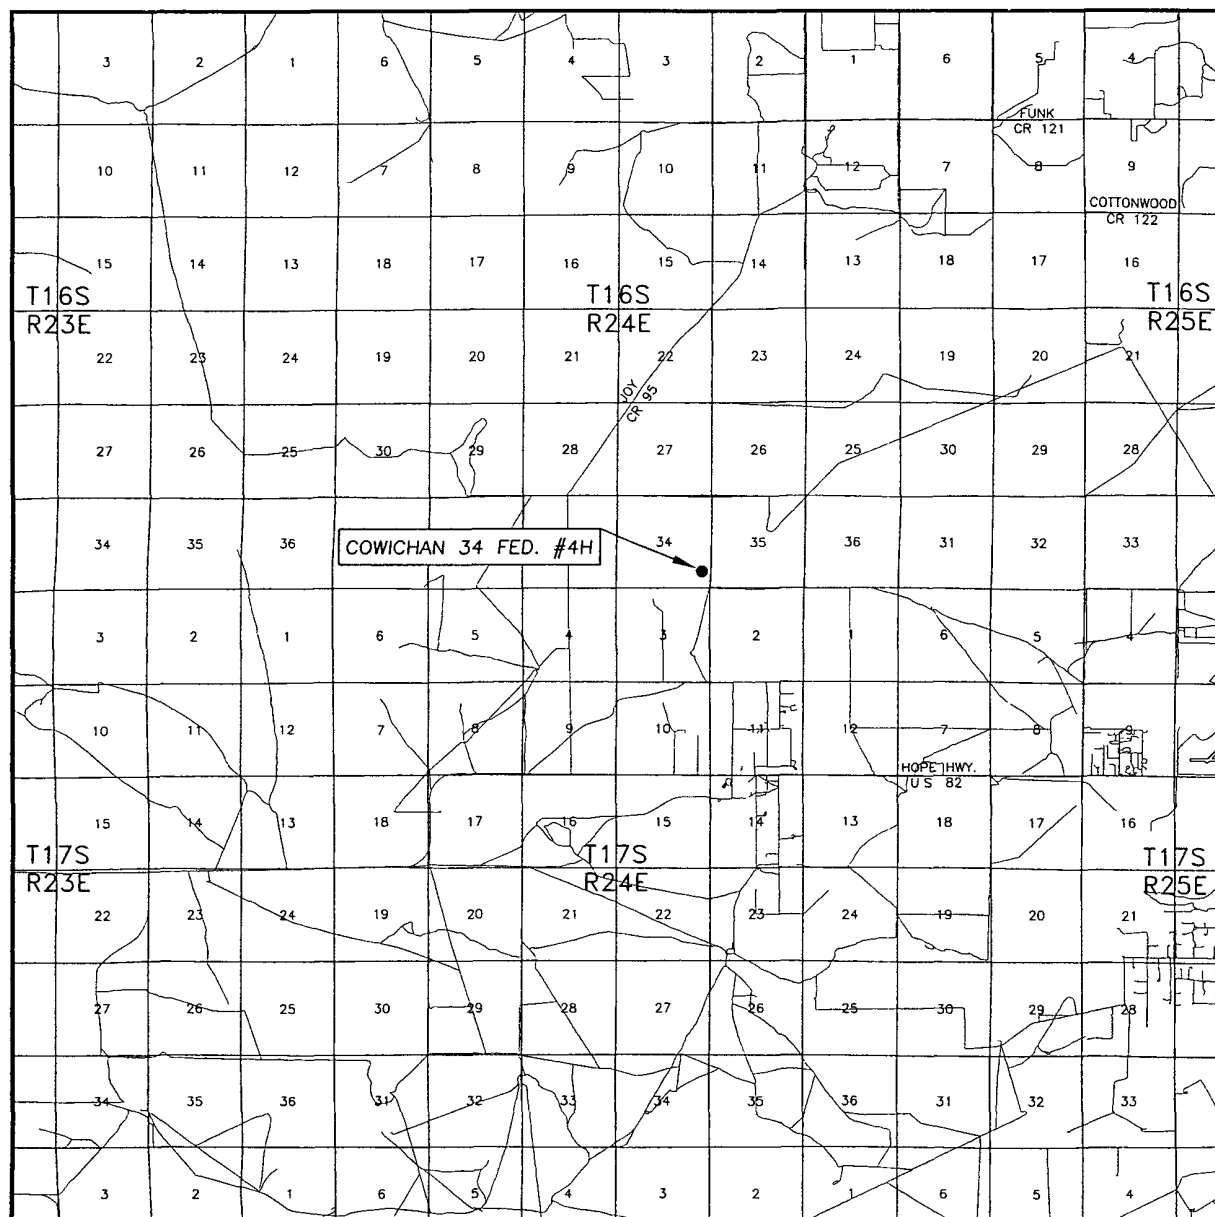 3 2 1 6 5 4 3 2 1 6 5 4
FUNK
CR 121
10 11 12 7 8 9 10 11 12 7 8 9
COTTONWOOD
CR 122
15 14 13 18 17 16 15 14 13 18 17 16
T16S T16S T16S
R23E R24E R25E
22 23 24 19 20 21 22 23 24 19 20 21
JOY
CR 95
27 26 25 30 29 28 27 26 25 30 29 28
34 35 36 34 35 36 31 32 33
COWICHAN 34 FED. #4H
3 2 1 6 5 4 3 2 1 6 5 4
10 11 12 7 8 9 10 11 12 7 8 9
HOPE HWY.
US 82
15 14 13 18 17 16 15 14 13 18 17 16
T17S T17S T17S
R23E R24E R25E
22 23 24 19 20 21 22 23 24 19 20 21
27 26 25 30 29 28 27 26 25 30 29 28
34 35 36 31 32 33 34 35 36 31 32 33
3 2 1 6 5 4 3 2 1 6 5 4